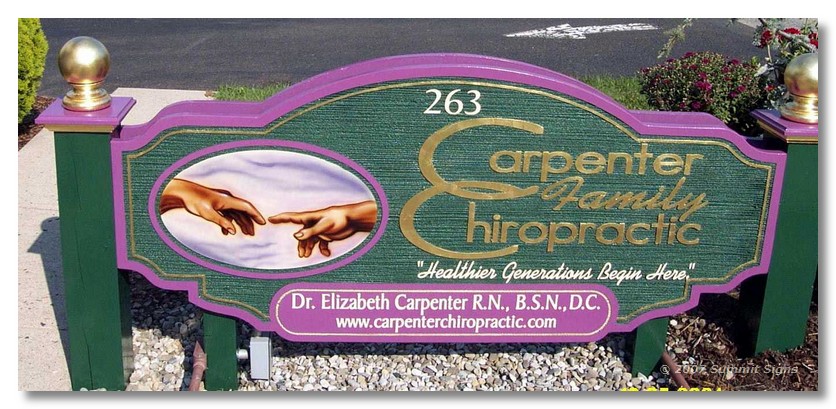 263
Carpenter
Family
Chiropractic
"Healthier Generations Begin Here."
Dr. Elizabeth Carpenter R.N., B.S.N., D.C.
www.carpenterchiropractic.com
© 2007 Summit Signs